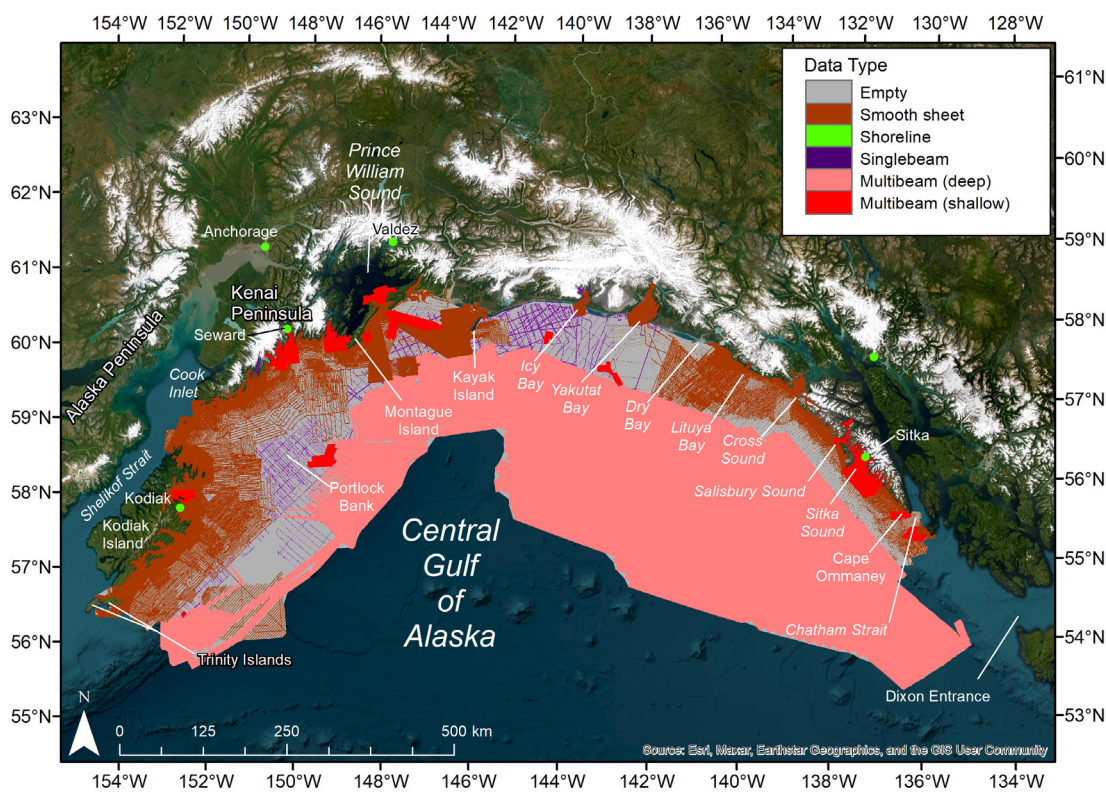 154°W 152°W 150°W 148°W 146°W 144°W 142°W 140°W 138°W 136°W 134°W 132°W 130°W
63°N
62°N
61°N
60°N
59°N
58°N
57°N
56°N
55°N
61°N
60°N
59°N
58°N
57°N
56°N
55°N
54°N
53°N
Data Type
Empty
Smooth sheet
Shoreline
Singlebeam
Multibeam (deep)
Multibeam (shallow)
Prince
William
Sound
Anchorage
Valdez
Kenai
Peninsula
Seward
Alaska Peninsula
Cook
Inlet
Shelikof Strait
Kodiak
Kodiak
Island
Trinity Islands
Portlock
Bank
Montague
Island
Kayak
Island
Icy
Bay
Yakutat
Bay
Dry
Bay
Lituya
Bay
Cross
Sound
Salisbury Sound
Sitka
Sitka
Sound
Cape
Ommaney
Chatham Strait
Dixon Entrance
Central
Gulf
of
Alaska
N
0 125 250 500 km
Source: Esri, Maxar, Earthstar Geographics, and the GIS User Community
154°W 152°W 150°W 148°W 146°W 144°W 142°W 140°W 138°W 136°W 134°W